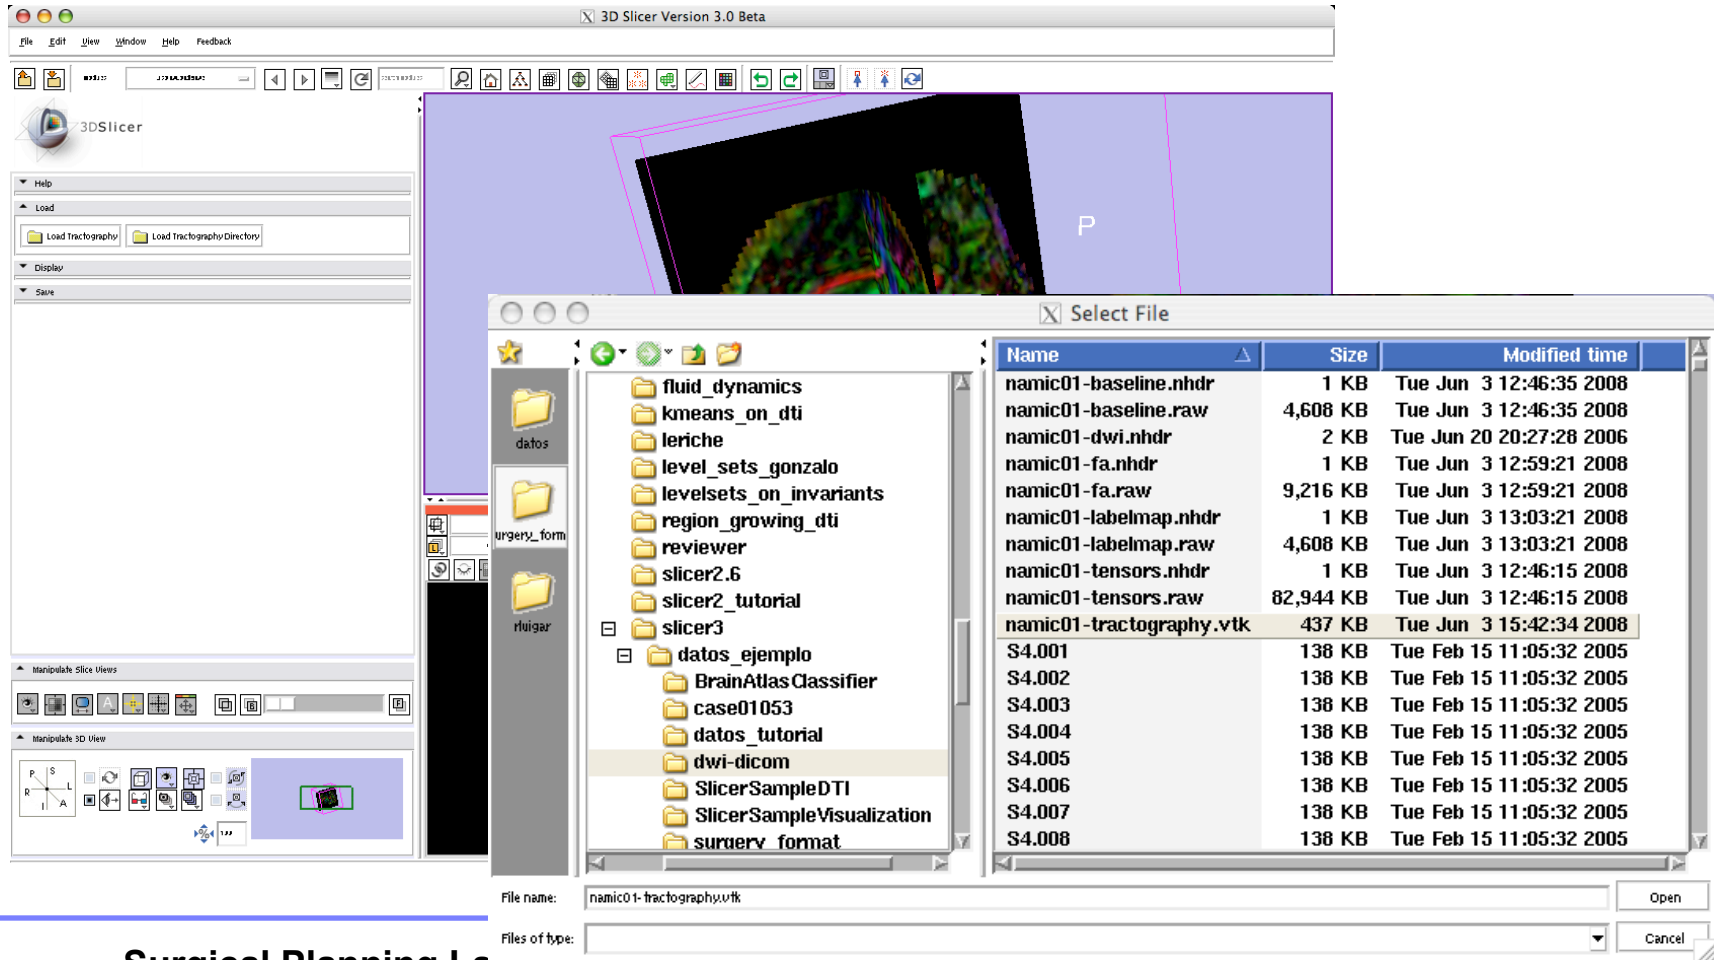 3D Slicer Version 3.0 Beta
File Edit View Window Help Feedback
3DSlicer
Help
Load
Load Tractography Load Tractography Directory
Display
Save
P
Manipulate Slice Views
Manipulate 3D View
P S
R L
I A
Select File
datos
urgery_form
rluigar
fluid_dynamics
kmeans_on_dti
leriche
level_sets_gonzalo
levelsets_on_invariants
region_growing_dti
reviewer
slicer2.6
slicer2_tutorial
slicer3
datos_ejemplo
BrainAtlasClassifier
case01053
datos_tutorial
dwi-dicom
SlicerSampleDTI
SlicerSampleVisualization
surgery_format
Name Size Modified time
namic01-baseline.nhdr 1 KB Tue Jun 3 12:46:35 2008
namic01-baseline.raw 4,608 KB Tue Jun 3 12:46:35 2008
namic01-dwi.nhdr 2 KB Tue Jun 20 20:27:28 2006
namic01-fa.nhdr 1 KB Tue Jun 3 12:59:21 2008
namic01-fa.raw 9,216 KB Tue Jun 3 12:59:21 2008
namic01-labelmap.nhdr 1 KB Tue Jun 3 13:03:21 2008
namic01-labelmap.raw 4,608 KB Tue Jun 3 13:03:21 2008
namic01-tensors.nhdr 1 KB Tue Jun 3 12:46:15 2008
namic01-tensors.raw 82,944 KB Tue Jun 3 12:46:15 2008
namic01-tractography.vtk 437 KB Tue Jun 3 15:42:34 2008
S4.001 138 KB Tue Feb 15 11:05:32 2005
S4.002 138 KB Tue Feb 15 11:05:32 2005
S4.003 138 KB Tue Feb 15 11:05:32 2005
S4.004 138 KB Tue Feb 15 11:05:32 2005
S4.005 138 KB Tue Feb 15 11:05:32 2005
S4.006 138 KB Tue Feb 15 11:05:32 2005
S4.007 138 KB Tue Feb 15 11:05:32 2005
S4.008 138 KB Tue Feb 15 11:05:32 2005
File name: namic01-tractography.vtk Open
Files of type: Cancel
Surgical Planning